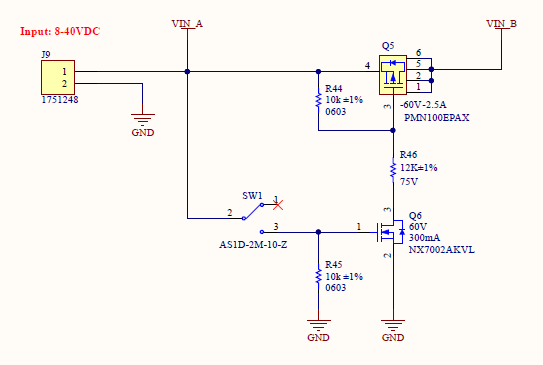 VIN_A
VIN_B
Input: 8-40VDC
J9
1
2
1751248
GND
Q5
4
6
5
2
1
3
-60V-2.5A
PMN100EPAX
R44
10k ±1%
0603
R46
12K±1%
75V
SW1
2
1
3
AS1D-2M-10-Z
R45
10k ±1%
0603
GND
Q6
60V
300mA
NX7002AKVL
1
3
2
GND